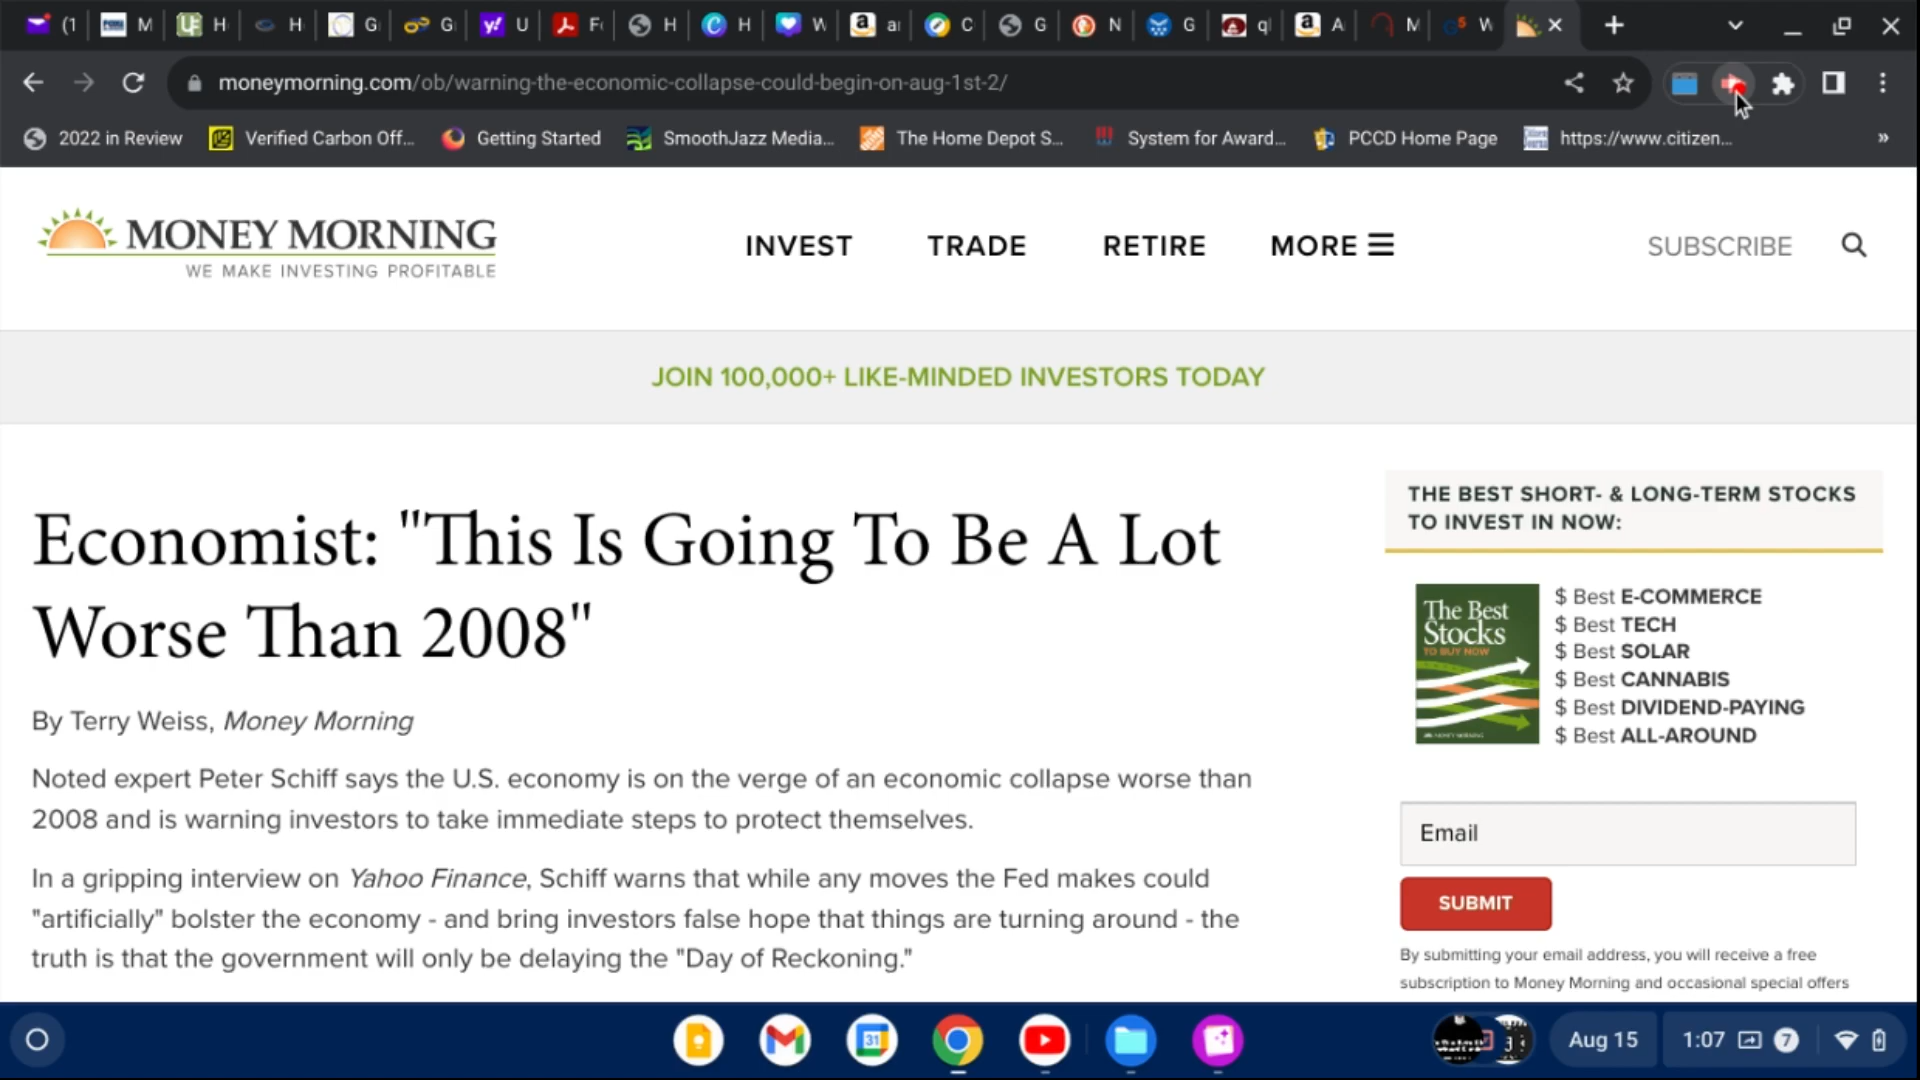 (1
M
H
H
G
G
U
F
H
H
W
a
C
G
N
G
q
A
M
W
moneymorning.com/ob/warning-the-economic-collapse-could-begin-on-aug-1st-2/
2022 in Review
Verified Carbon Off...
Getting Started
SmoothJazz Media...
The Home Depot S...
System for Award...
PCCD Home Page
https://www.citizen...
»
MONEY MORNING
WE MAKE INVESTING PROFITABLE
INVEST
TRADE
RETIRE
MORE
SUBSCRIBE
JOIN 100,000+ LIKE-MINDED INVESTORS TODAY
Economist: "This Is Going To Be A Lot
Worse Than 2008"
By Terry Weiss, Money Morning
Noted expert Peter Schiff says the U.S. economy is on the verge of an economic collapse worse than
2008 and is warning investors to take immediate steps to protect themselves.
In a gripping interview on Yahoo Finance, Schiff warns that while any moves the Fed makes could
"artificially" bolster the economy - and bring investors false hope that things are turning around - the
truth is that the government will only be delaying the "Day of Reckoning."
THE BEST SHORT- & LONG-TERM STOCKS
TO INVEST IN NOW:
The Best
Stocks
TO BUY NOW
MONEY MORNING
$ Best E-COMMERCE
$ Best TECH
$ Best SOLAR
$ Best CANNABIS
$ Best DIVIDEND-PAYING
$ Best ALL-AROUND
Email
SUBMIT
By submitting your email address, you will receive a free
subscription to Money Morning and occasional special offers
31
Aug 15
1:07
7